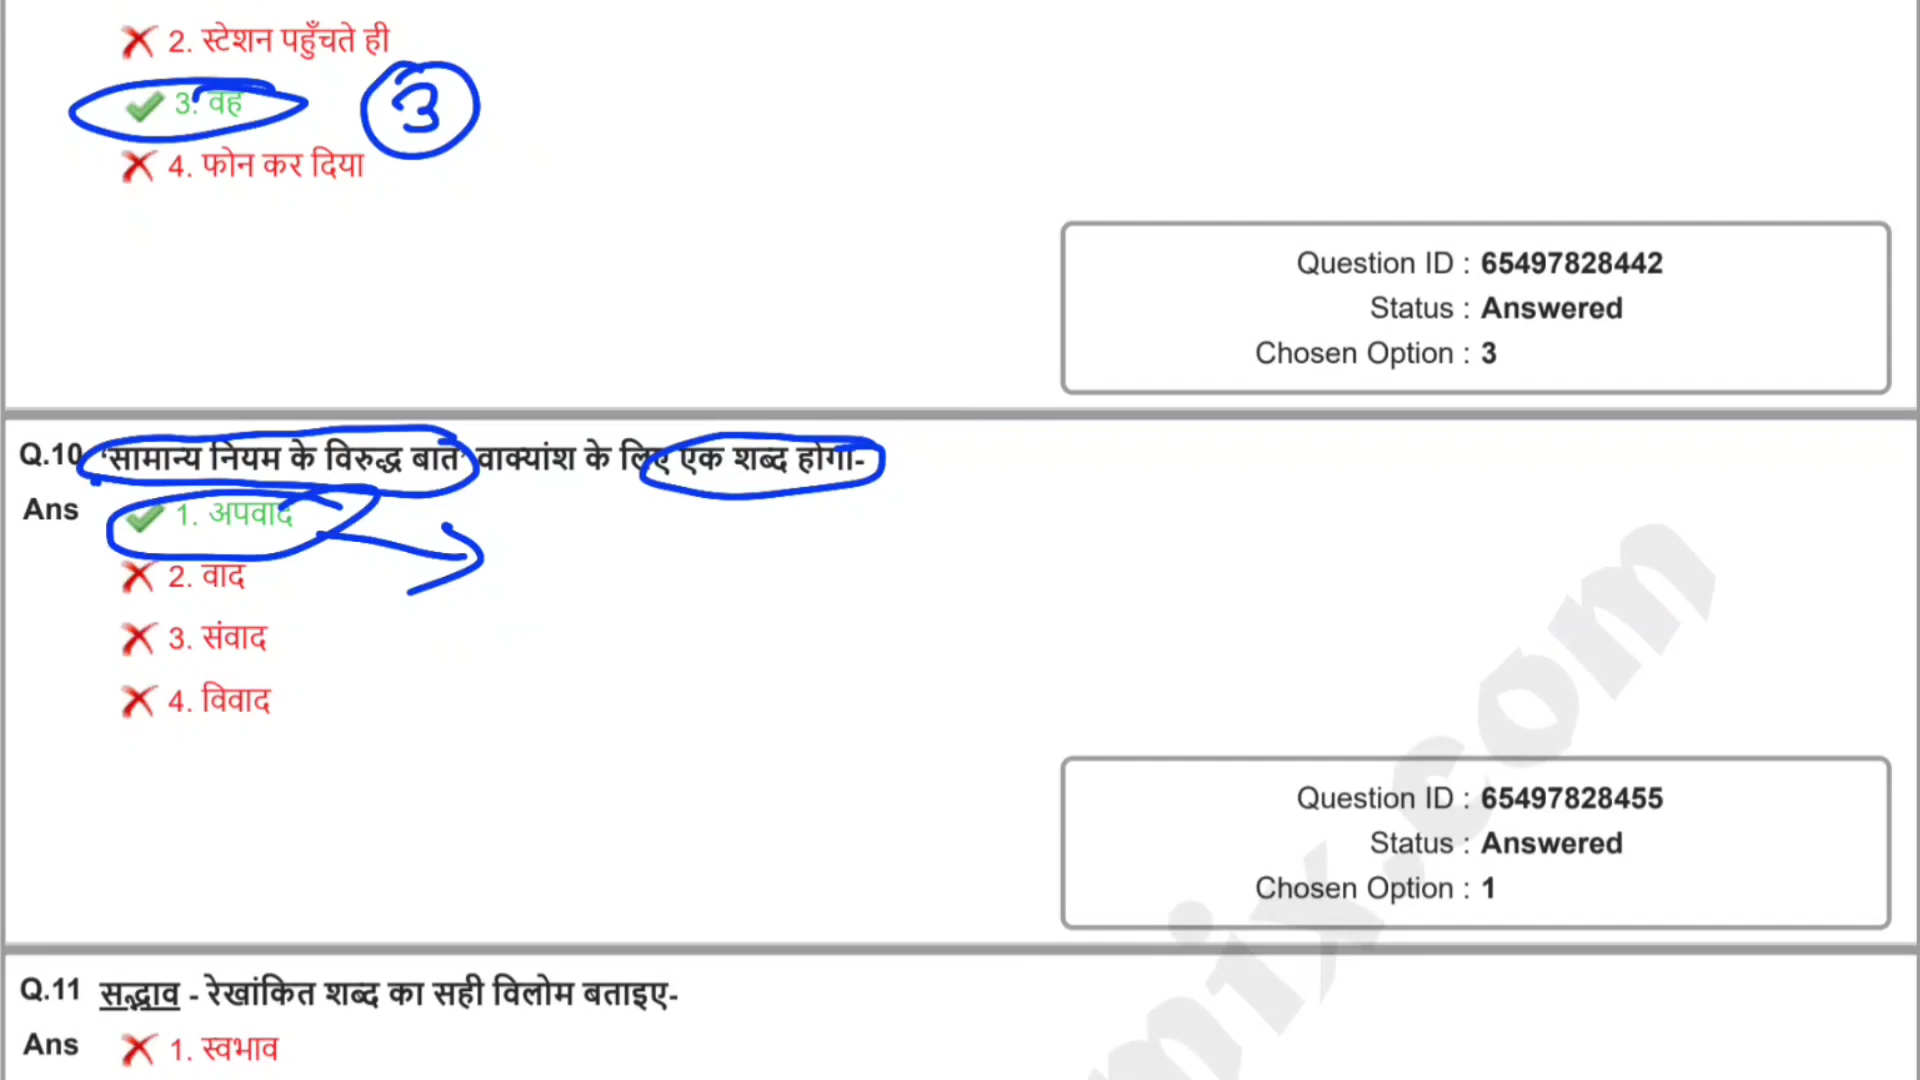 2. स्टेशन पहुँचते ही
3. वह
3
4. फोन कर दिया
Question ID : 65497828442
Status : Answered
Chosen Option : 3
Q.10 'सामान्य नियम के विरुद्ध बात' वाक्यांश के लिए एक शब्द होगा-
Ans 1. अपवाद
2. वाद
3. संवाद
4. विवाद
Question ID : 65497828455
Status : Answered
Chosen Option : 1
Q.11 सद्भाव - रेखांकित शब्द का सही विलोम बताइए-
Ans 1. स्वभाव
mix.com